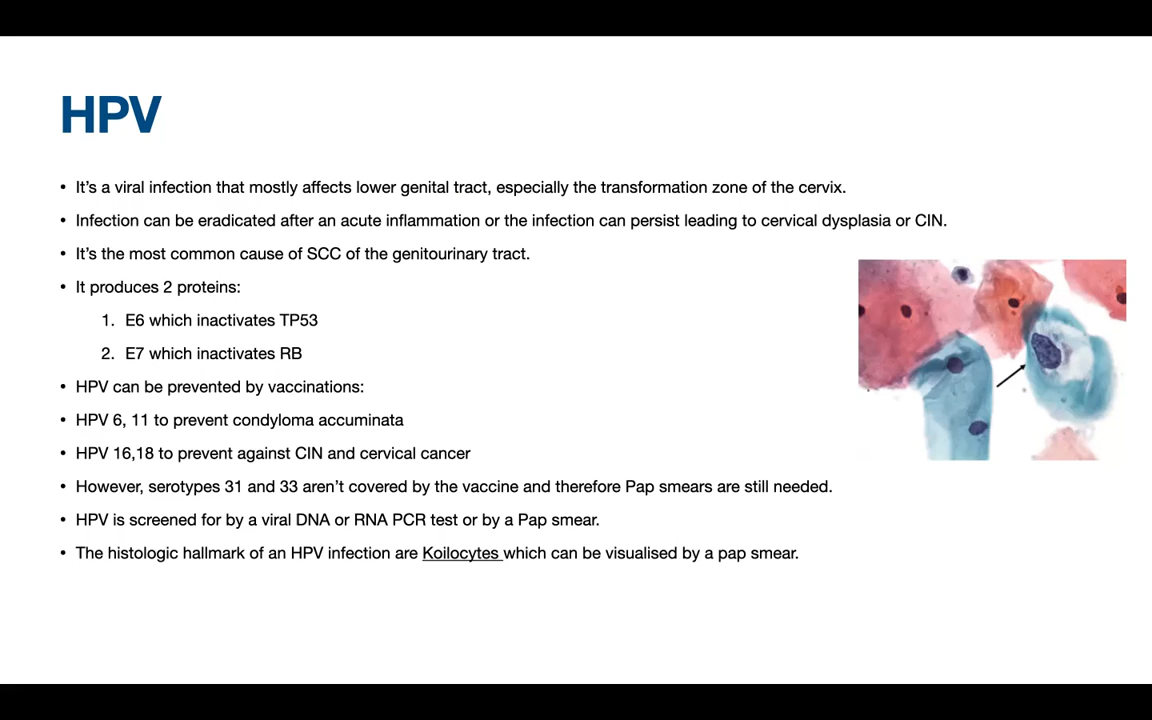 HPV
• It's a viral infection that mostly affects lower genital tract, especially the transformation zone of the cervix.
• Infection can be eradicated after an acute inflammation or the infection can persist leading to cervical dysplasia or CIN.
• It's the most common cause of SCC of the genitourinary tract.
• It produces 2 proteins:
1. E6 which inactivates TP53
2. E7 which inactivates RB
• HPV can be prevented by vaccinations:
• HPV 6, 11 to prevent condyloma accuminata
• HPV 16,18 to prevent against CIN and cervical cancer
• However, serotypes 31 and 33 aren't covered by the vaccine and therefore Pap smears are still needed.
• HPV is screened for by a viral DNA or RNA PCR test or by a Pap smear.
• The histologic hallmark of an HPV infection are Koilocytes which can be visualised by a pap smear.